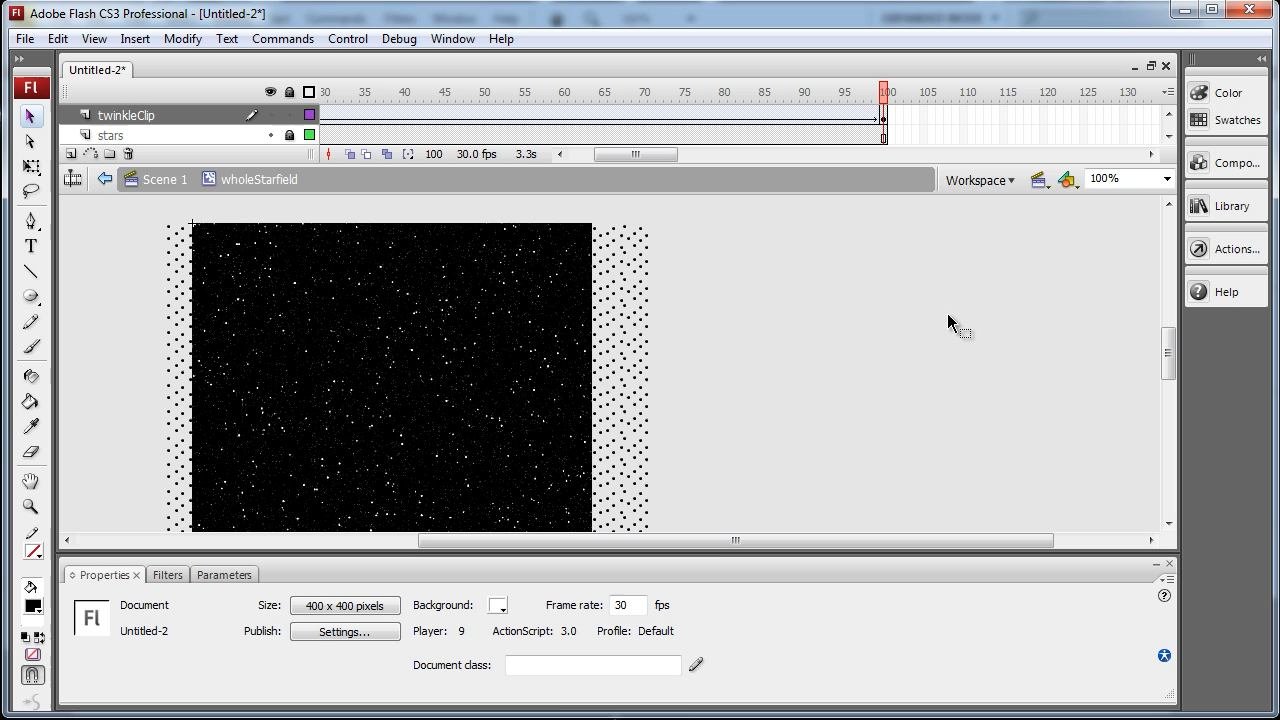 Fl Adobe Flash CS3 Professional - [Untitled-2*]
File Edit View Insert Modify Text Commands Control Debug Window Help
Untitled-2*
30 35 40 45 50 55 60 65 70 75 80 85 90 95 100 105 110 115 120 125 130
twinkleClip
stars
100 30.0 fps 3.3s
Scene 1 wholeStarfield Workspace 100%
Fl
T
Color
Swatches
Compo...
Library
Actions...
Help
Properties Filters Parameters
Fl
Document Size: 400 x 400 pixels Background: Frame rate: 30 fps
Untitled-2 Publish: Settings... Player: 9 ActionScript: 3.0 Profile: Default
Document class: